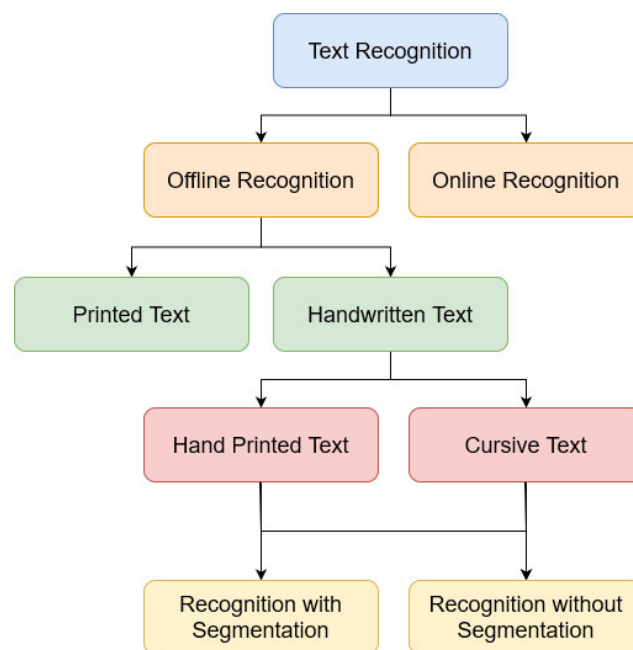 Text Recognition
Offline Recognition
Online Recognition
Printed Text
Handwritten Text
Hand Printed Text
Cursive Text
Recognition with
Segmentation
Recognition without
Segmentation